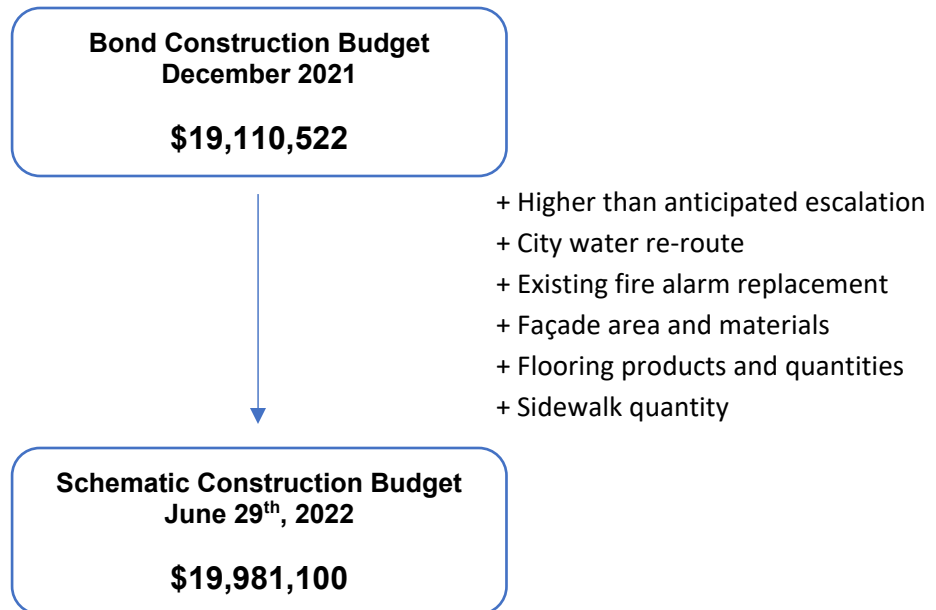 Bond Construction Budget
December 2021
$19,110,522
+ Higher than anticipated escalation
+ City water re-route
+ Existing fire alarm replacement
+ Façade area and materials
+ Flooring products and quantities
+ Sidewalk quantity
Schematic Construction Budget
June 29th, 2022
$19,981,100